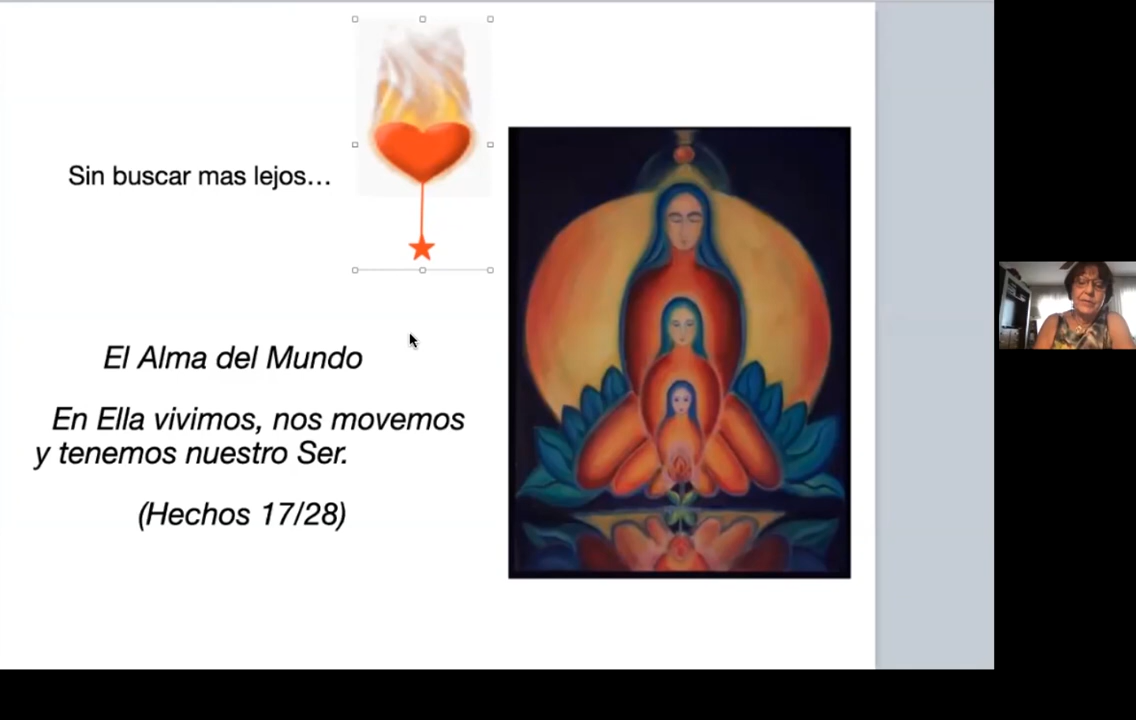 Sin buscar mas lejos...
El Alma del Mundo
En Ella vivimos, nos movemos
y tenemos nuestro Ser.
(Hechos 17/28)